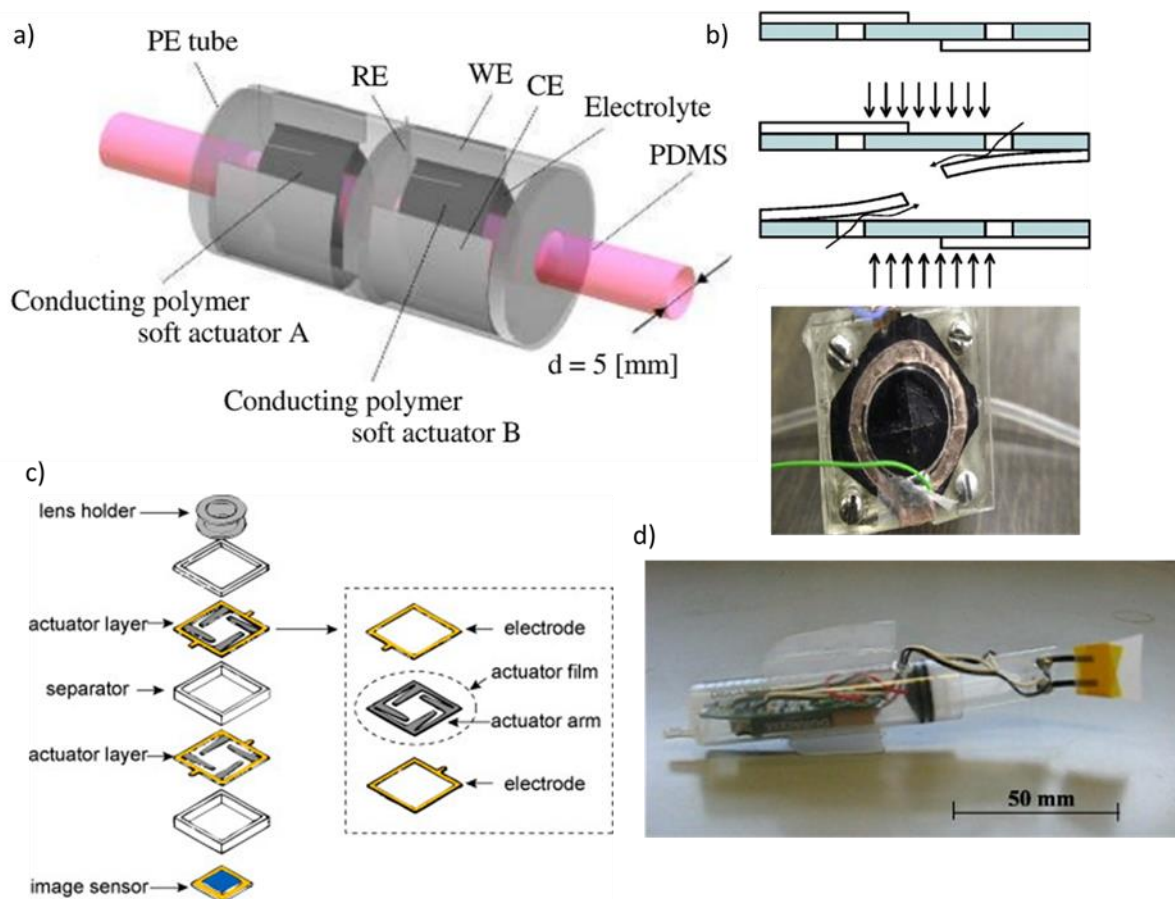 a)
PE tube
RE
WE
CE
Electrolyte
PDMS
Conducting polymer
soft actuator A
Conducting polymer
soft actuator B
d = 5 [mm]
b)
c)
lens holder
actuator layer
separator
actuator layer
image sensor
electrode
actuator film
actuator arm
electrode
d)
50 mm